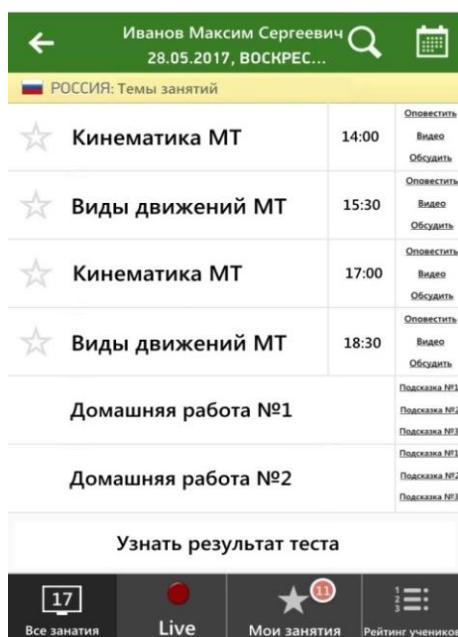 Иванов Максим Сергеевич
28.05.2017, ВОСКРЕС...
РОССИЯ: Темы занятий
Оповестить
Кинематика МТ 14:00 Видео
Обсудить
Оповестить
Виды движений МТ 15:30 Видео
Обсудить
Оповестить
Кинематика МТ 17:00 Видео
Обсудить
Оповестить
Виды движений МТ 18:30 Видео
Обсудить
Подсказка №1
Домашняя работа №1 Подсказка №2
Подсказка №3
Подсказка №1
Домашняя работа №2 Подсказка №2
Подсказка №3
Узнать результат теста
17 11 1 2 3
Все занатия Live Мои занятия Рейтинг учеников